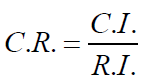 C.R. = C.I. / R.I.